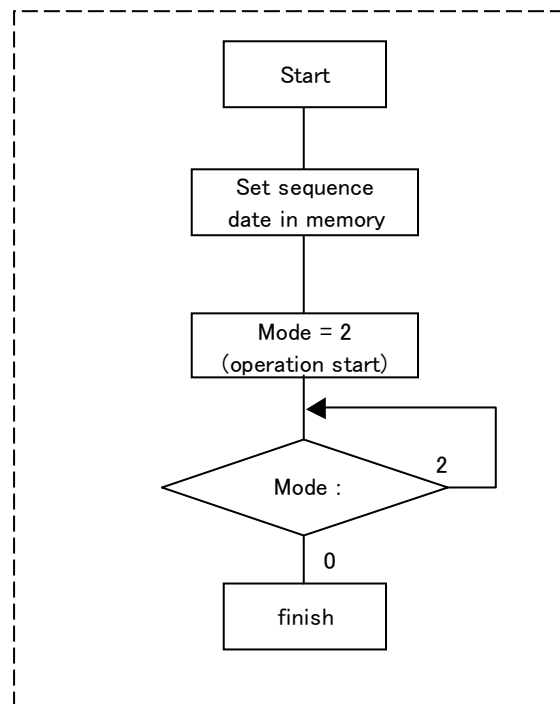 Start
Set sequence
date in memory
Mode = 2
(operation start)
2
Mode :
0
finish